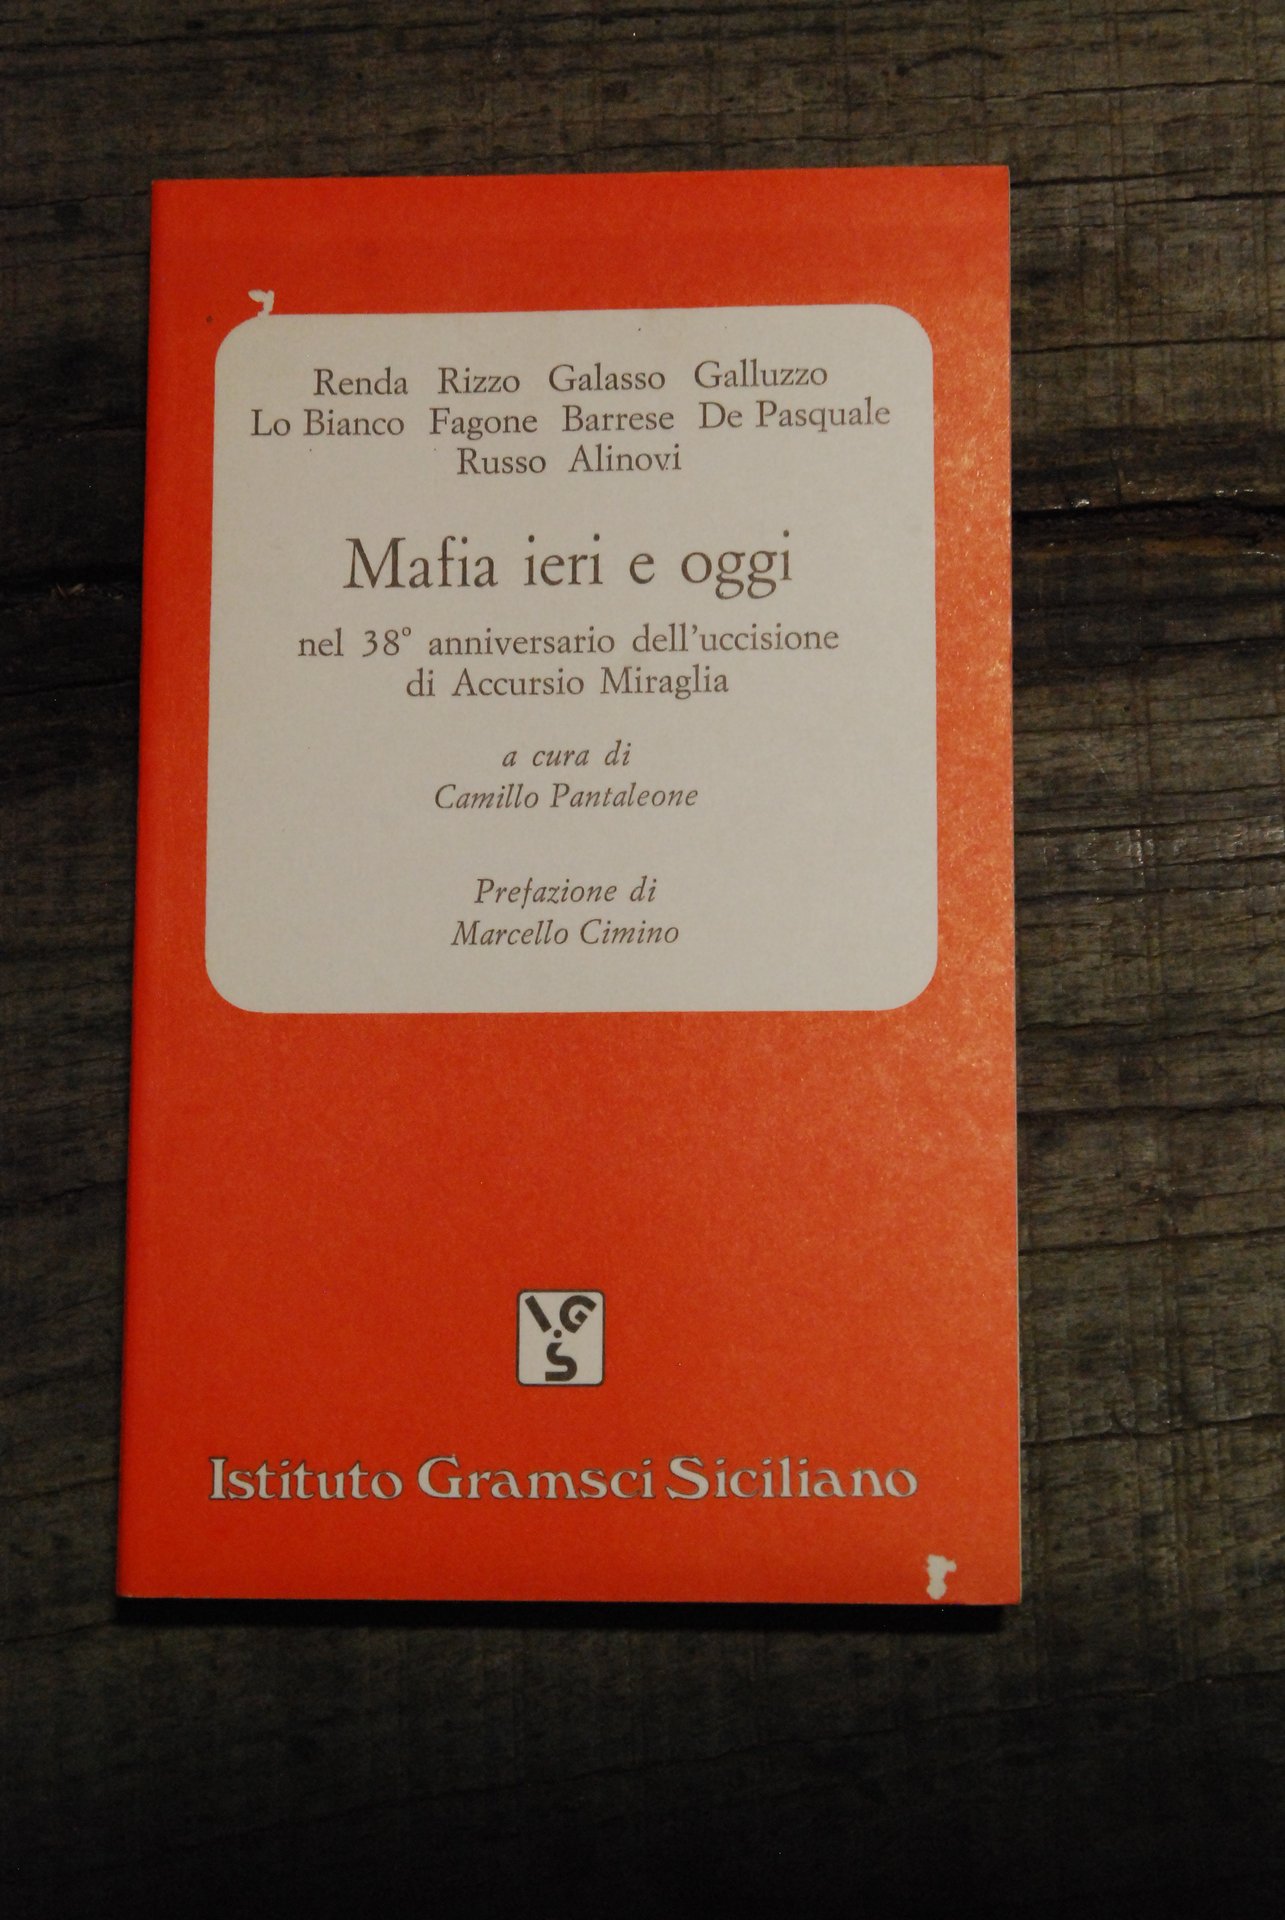 Renda Rizzo Galasso Galluzzo
Lo Bianco Fagone Barrese De Pasquale
Russo Alinovi
Mafia ieri e oggi
nel 38° anniversario dell'uccisione
di Accursio Miraglia
a cura di
Camillo Pantaleone
Prefazione di
Marcello Cimino
I.G
S
Istituto Gramsci Siciliano